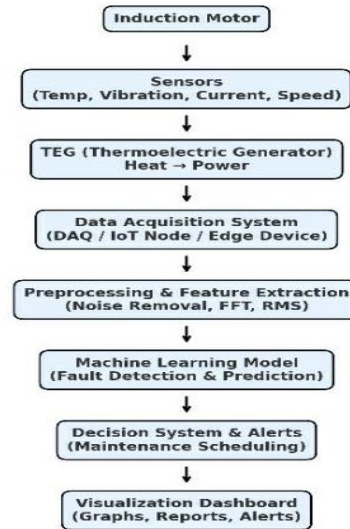 Induction Motor
Sensors
(Temp, Vibration, Current, Speed)
TEG (Thermoelectric Generator)
Heat → Power
Data Acquisition System
(DAQ / IoT Node / Edge Device)
Preprocessing & Feature Extraction
(Noise Removal, FFT, RMS)
Machine Learning Model
(Fault Detection & Prediction)
Decision System & Alerts
(Maintenance Scheduling)
Visualization Dashboard
(Graphs, Reports, Alerts)